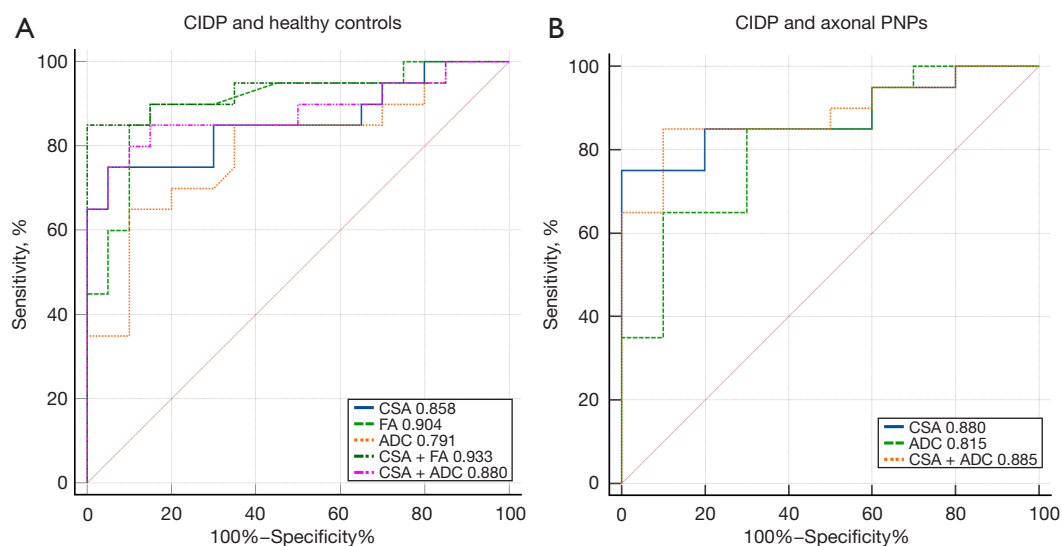 A
CIDP and healthy controls
100
80
60
40
20
0
Sensitivity, %
0 20 40 60 80 100
100%–Specificity%
CSA 0.858
FA 0.904
ADC 0.791
CSA + FA 0.933
CSA + ADC 0.880
B
CIDP and axonal PNPs
100
80
60
40
20
0
Sensitivity, %
0 20 40 60 80 100
100%–Specificity%
CSA 0.880
ADC 0.815
CSA + ADC 0.885